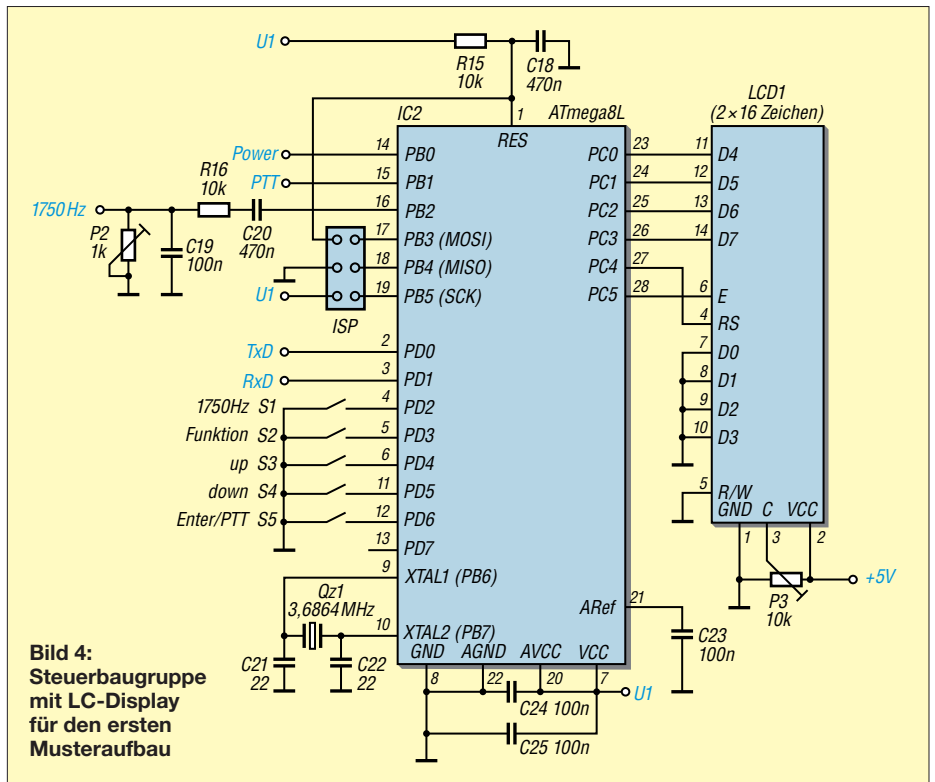 U1
R15
10k
C18
470n
IC2
1
ATmega8L
RES
LCD1
(2×16 Zeichen)
Power
14
PB0
PC0
23
11
D4
PTT
15
PB1
PC1
24
12
D5
R16
10k
1750 Hz
16
PB2
PC2
25
13
D6
P2
1k
C19
100n
C20
470n
17
PB3 (MOSI)
PC3
26
14
D7
18
PB4 (MISO)
PC4
27
U1
19
PB5 (SCK)
PC5
28
6
E
ISP
4
RS
TxD
2
PD0
7
D0
RxD
3
PD1
8
D1
1750Hz S1
4
PD2
9
D2
Funktion S2
5
PD3
10
D3
up S3
6
PD4
down S4
11
PD5
5
R/W
Enter/PTT S5
12
PD6
GND C VCC
13
PD7
1
3
2
9
XTAL1 (PB6)
+5V
Qz1
3,6864MHz
P3
10k
10
XTAL2 (PB7)
ARef
21
C23
100n
C21
22
C22
22
GND AGND AVCC VCC
8
22
20
7
U1
C24 100n
C25 100n
Bild 4:
Steuerbaugruppe
mit LC-Display
für den ersten
Musteraufbau